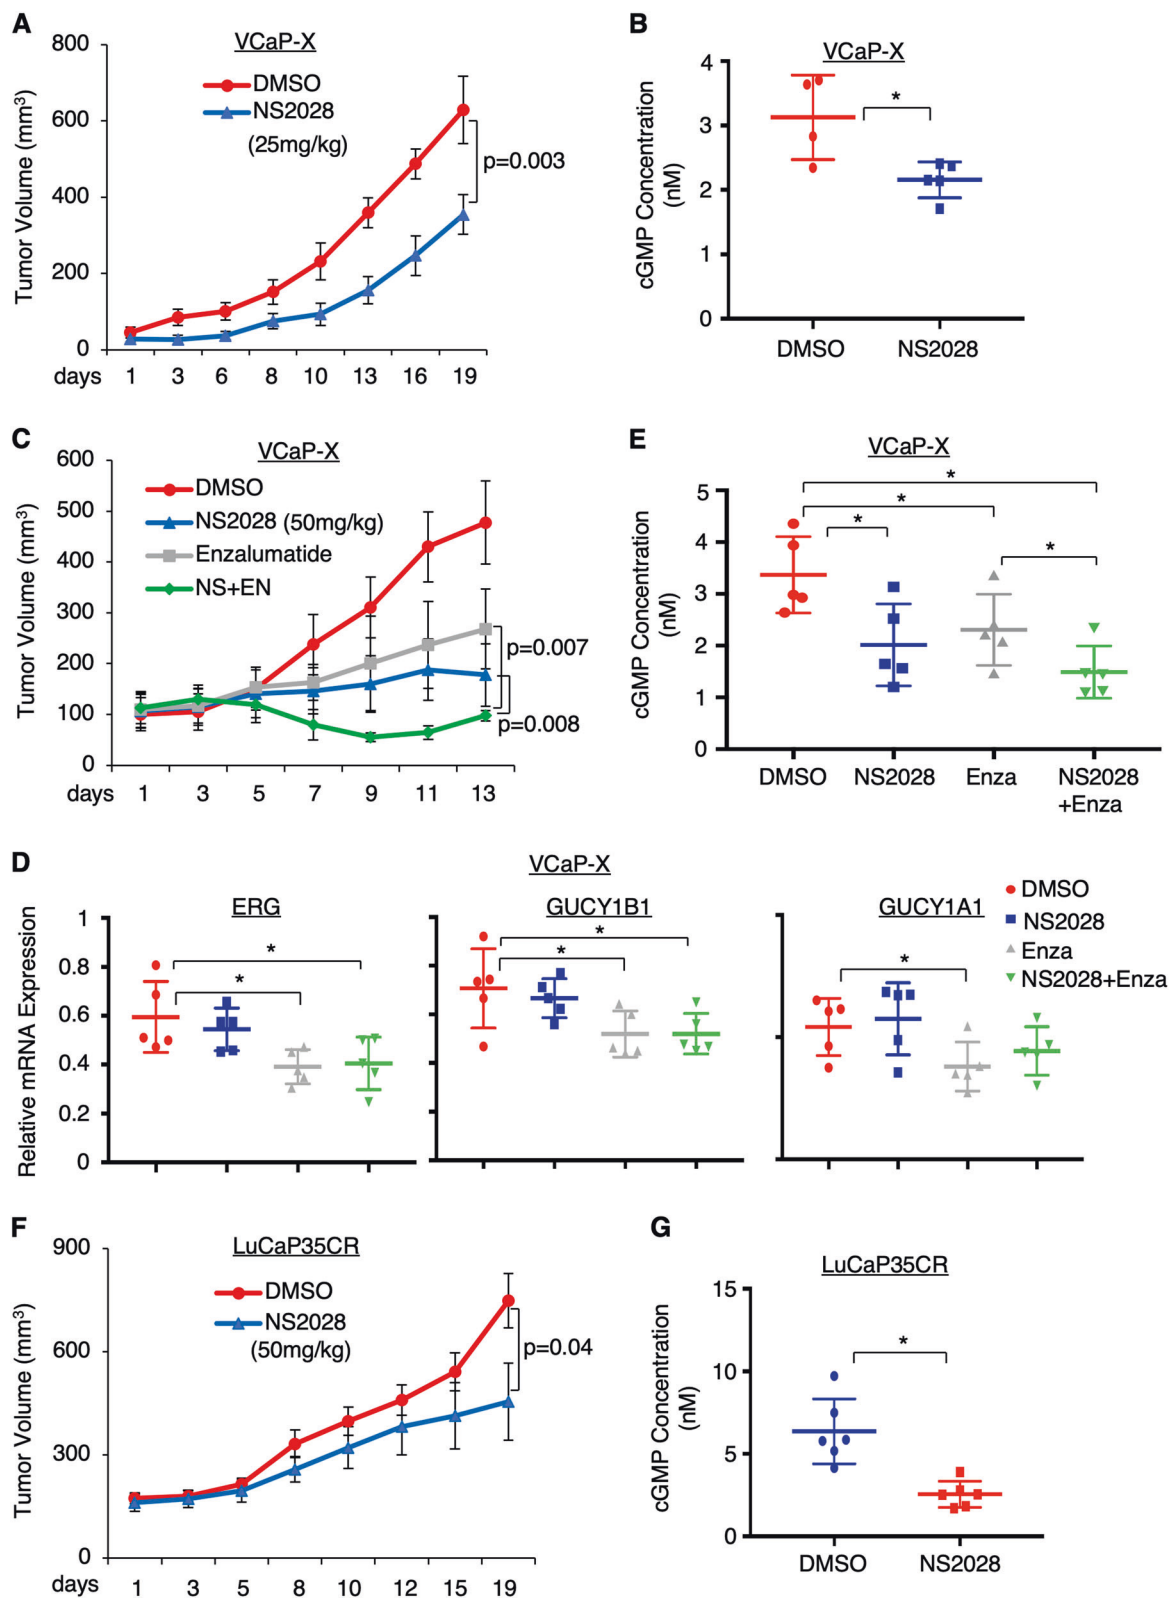 A
VCaP-X
DMSO
NS2028
(25mg/kg)
Tumor Volume (mm³)
800
600
400
200
0
p=0.003
days 1 3 6 8 10 13 16 19
B
VCaP-X
cGMP Concentration
(nM)
4
3
2
1
0
*
DMSO NS2028
C
VCaP-X
DMSO
NS2028 (50mg/kg)
Enzalumatide
NS+EN
Tumor Volume (mm³)
600
500
400
300
200
100
0
p=0.007
p=0.008
days 1 3 5 7 9 11 13
E
VCaP-X
cGMP Concentration
(nM)
5
4
3
2
1
0
*
*
*
*
DMSO NS2028 Enza NS2028
+Enza
D
VCaP-X
ERG
GUCY1B1
GUCY1A1
DMSO
NS2028
Enza
NS2028+Enza
Relative mRNA Expression
1
0.8
0.6
0.4
0.2
0
*
*
*
*
*
F
LuCaP35CR
DMSO
NS2028
(50mg/kg)
Tumor Volume (mm³)
900
600
300
0
p=0.04
days 1 3 5 8 10 12 15 19
G
LuCaP35CR
cGMP Concentration
(nM)
15
10
5
0
*
DMSO NS2028